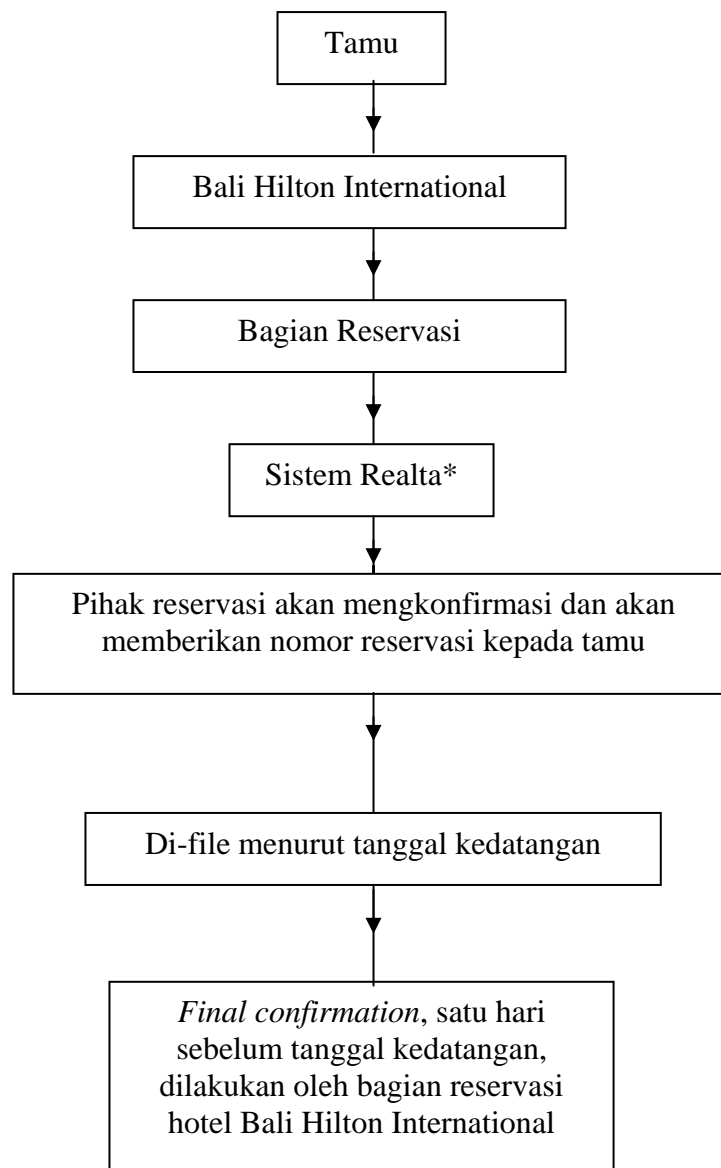 Tamu
Bali Hilton International
Bagian Reservasi
Sistem Realta*
Pihak reservasi akan mengkonfirmasi dan akan
memberikan nomor reservasi kepada tamu
Di-file menurut tanggal kedatangan
Final confirmation, satu hari
sebelum tanggal kedatangan,
dilakukan oleh bagian reservasi
hotel Bali Hilton International